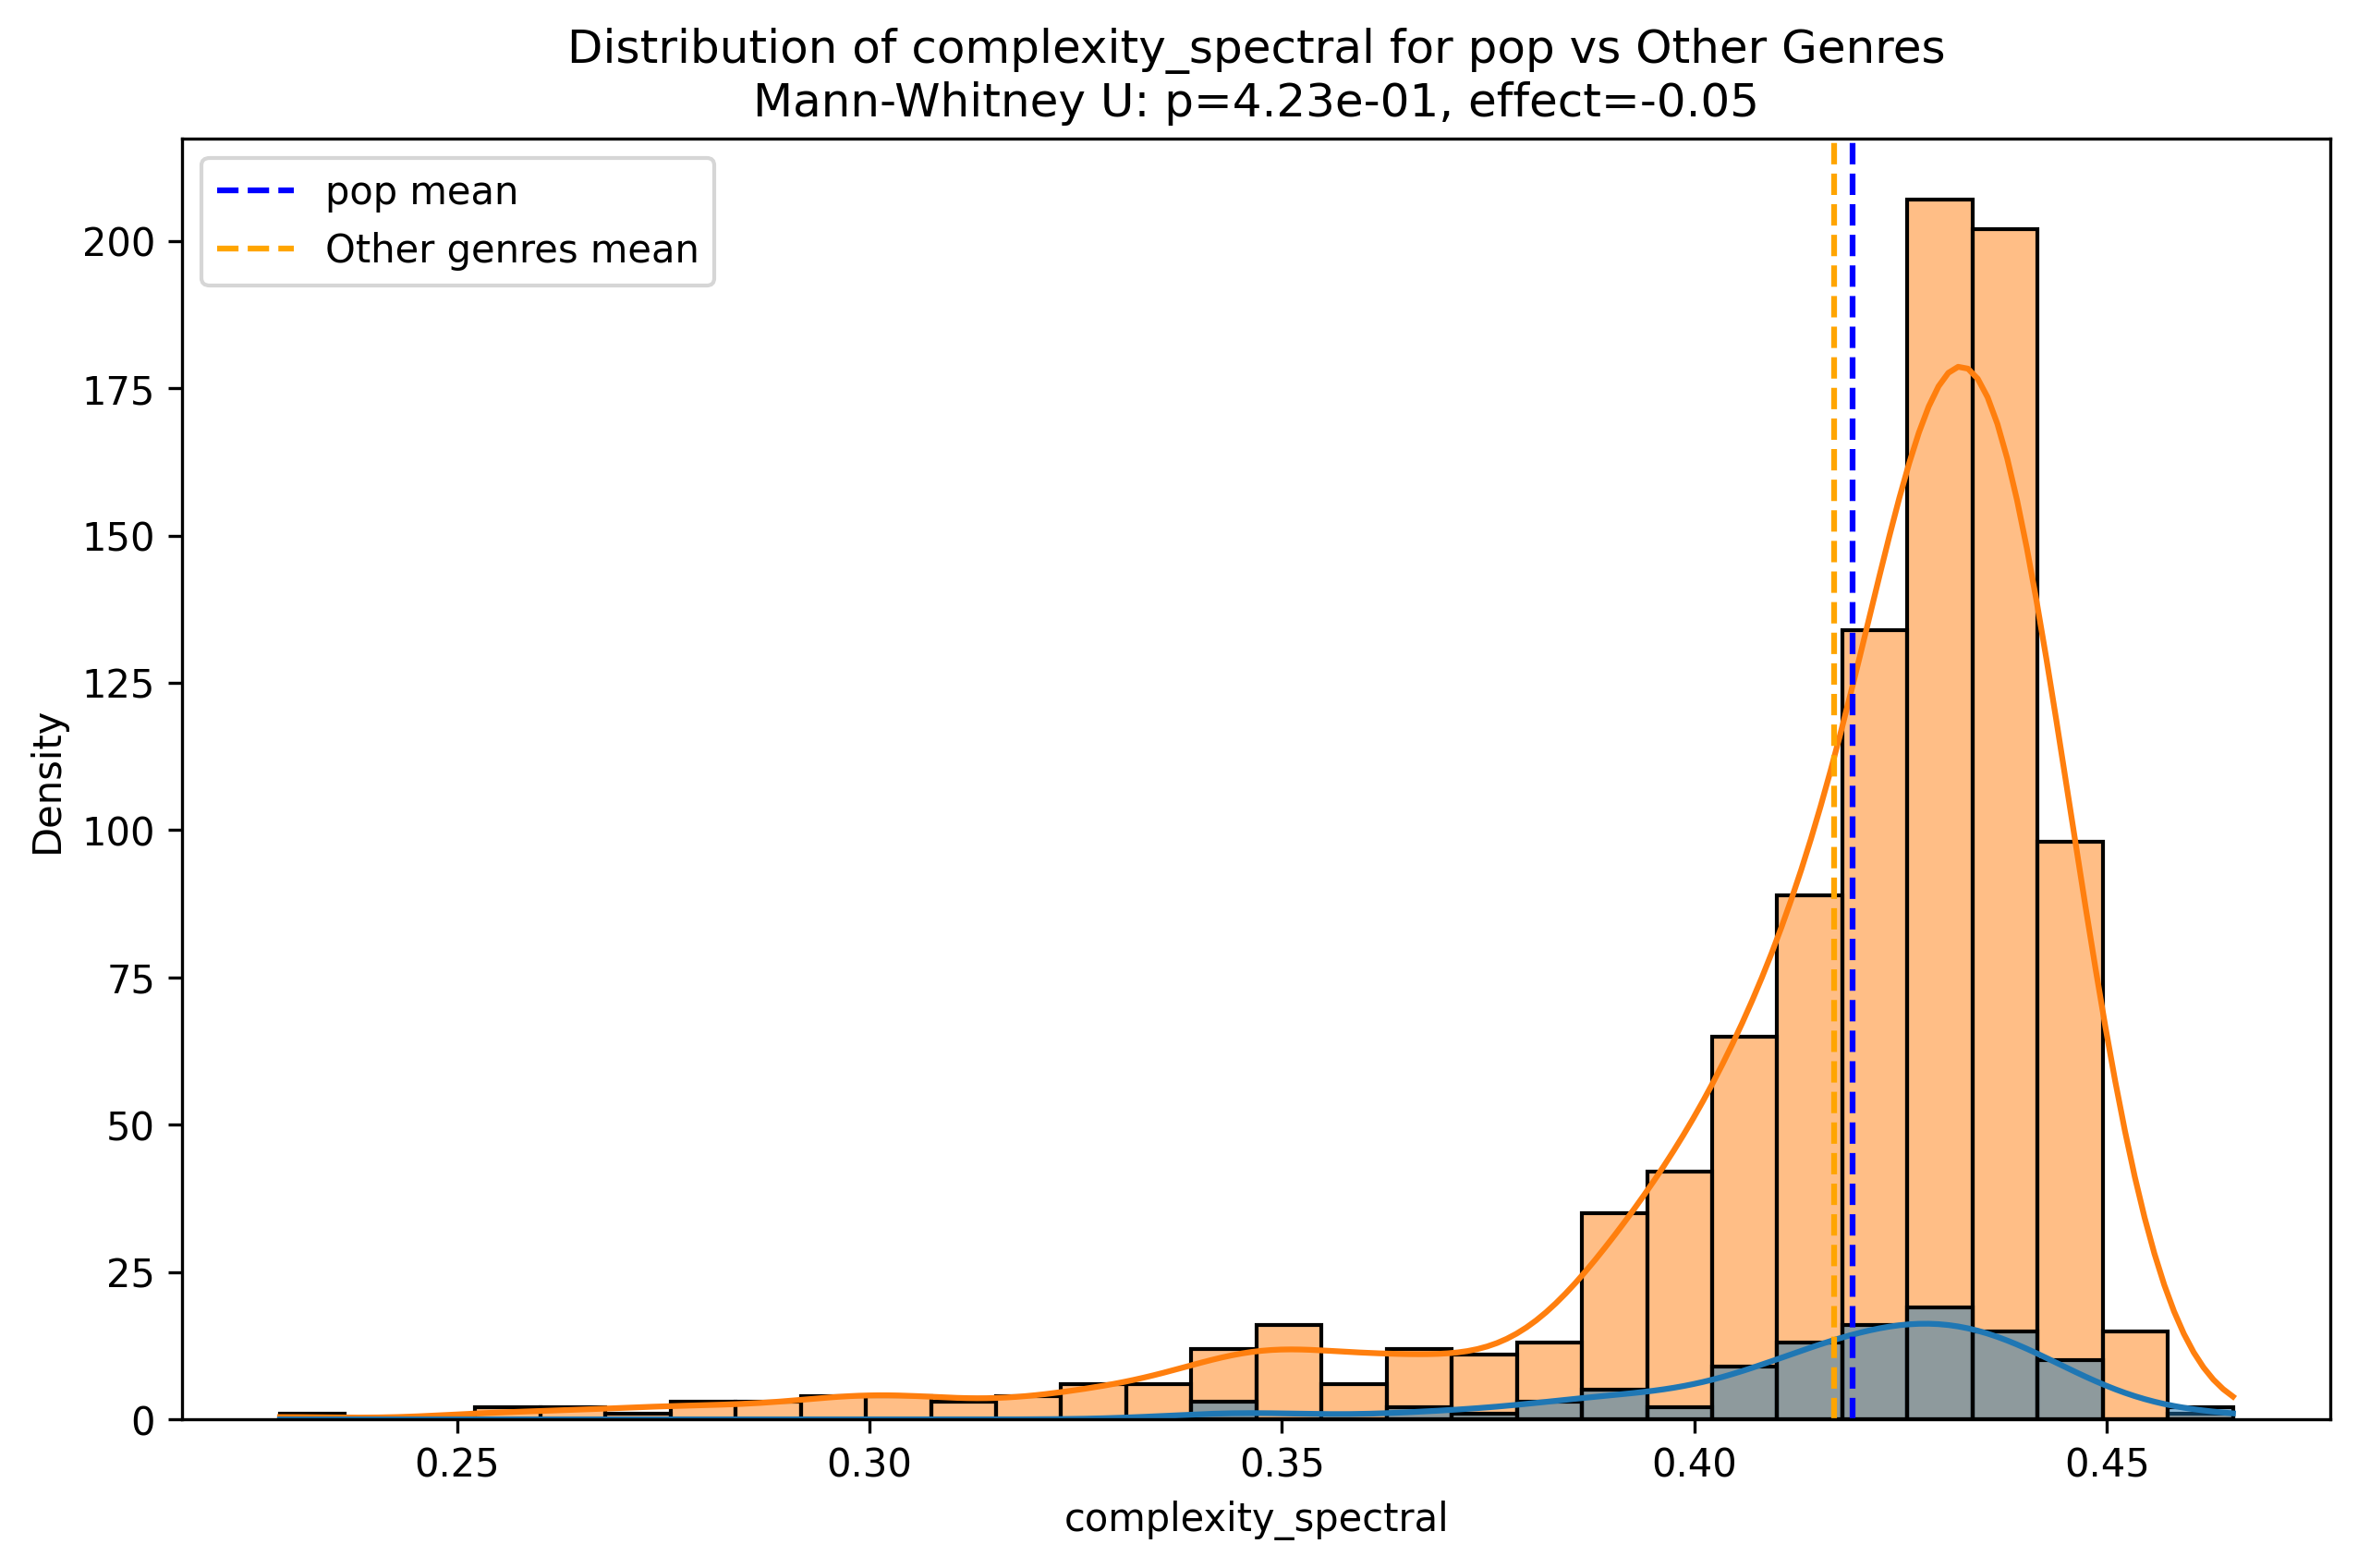 Distribution of complexity_spectral for pop vs Other Genres
Mann-Whitney U: p=4.23e-01, effect=-0.05
pop mean
Other genres mean
200
175
150
125
100
75
50
25
0
Density
0.25 0.30 0.35 0.40 0.45
complexity_spectral